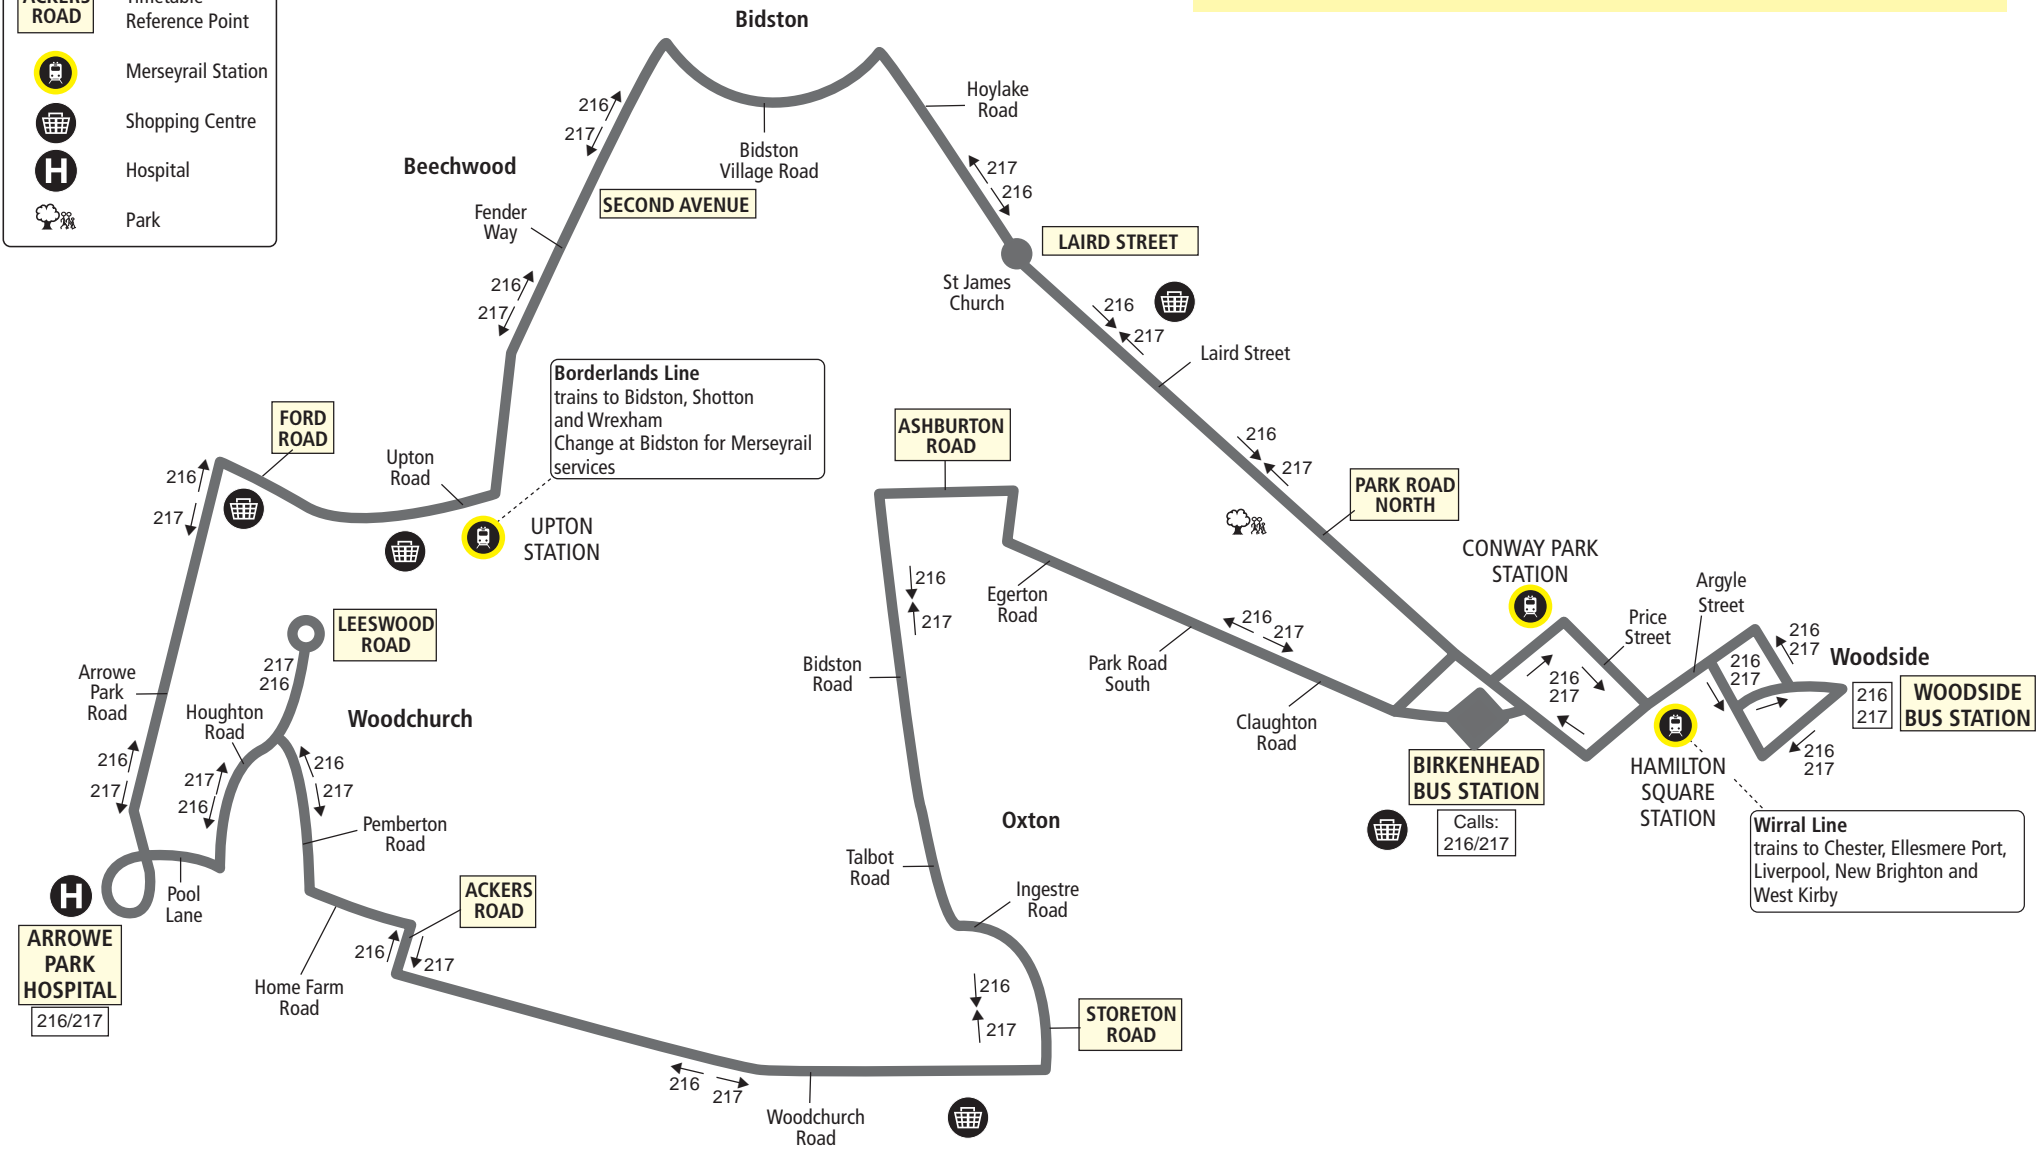 ROAD
Reference Point
Merseyrail Station
Shopping Centre
H
Hospital
Park
Bidston
Hoylake
Road
216
217
Bidston
Village Road
Beechwood
SECOND AVENUE
217
216
Fender
Way
LAIRD STREET
St James
Church
216
217
216
217
Laird Street
Borderlands Line
trains to Bidston, Shotton
and Wrexham
Change at Bidston for Merseyrail
services
FORD
ROAD
ASHBURTON
ROAD
Upton
Road
216
217
216
217
PARK ROAD
NORTH
UPTON
STATION
CONWAY PARK
STATION
Argyle
Street
Price
Street
216
217
Egerton
Road
216
217
LEESWOOD
ROAD
217
216
216
217
Woodside
216
217
216
217
216
217
WOODSIDE
BUS STATION
Arrowe
Park
Road
Bidston
Road
Park Road
South
Houghton
Road
Woodchurch
Claughton
Road
216
217
216
217
217
216
216
217
BIRKENHEAD
BUS STATION
Calls:
216/217
HAMILTON
SQUARE
STATION
Pemberton
Road
Oxton
Wirral Line
trains to Chester, Ellesmere Port,
Liverpool, New Brighton and
West Kirby
Talbot
Road
Ingestre
Road
H
Pool
Lane
ACKERS
ROAD
ARROWE
PARK
HOSPITAL
216/217
216
217
Home Farm
Road
216
217
STORETON
ROAD
216
217
Woodchurch
Road